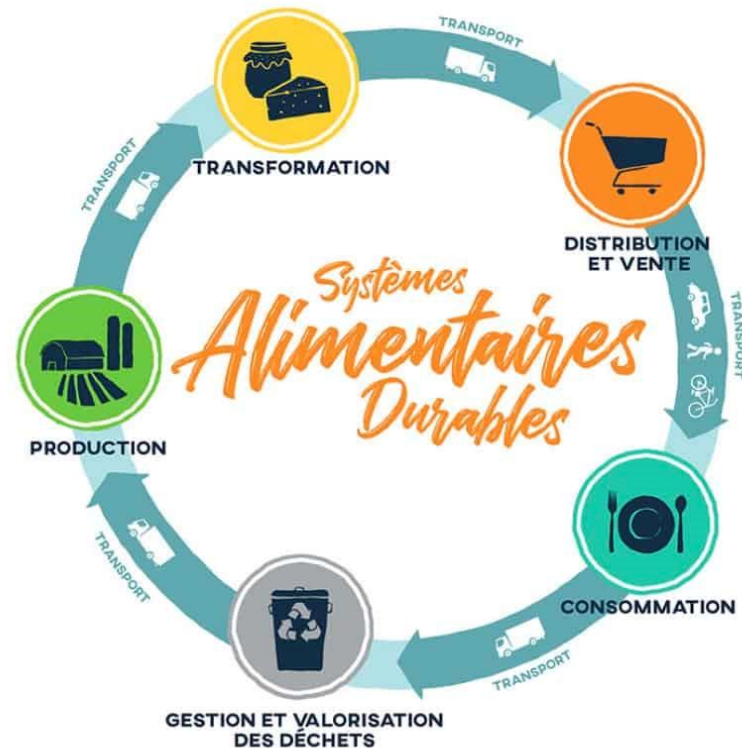 TRANSPORT
TRANSFORMATION
TRANSPORT
DISTRIBUTION
ET VENTE
TRANSPORT
Systèmes
Alimentaires
Durables
PRODUCTION
TRANSPORT
CONSOMMATION
TRANSPORT
GESTION ET VALORISATION
DES DÉCHETS